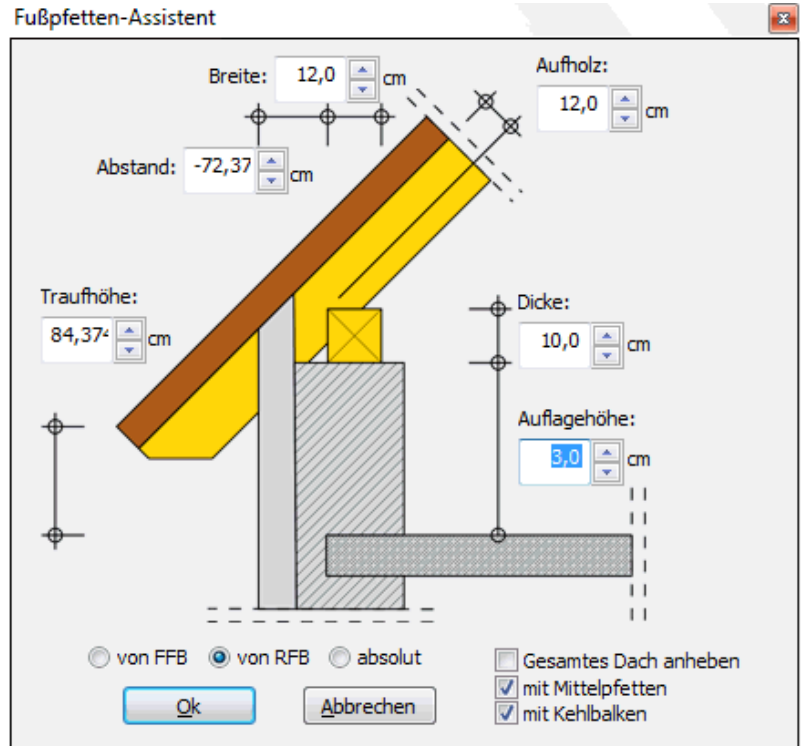 Fußpfetten-Assistent
Breite: 12,0 cm
Aufholz:
12,0 cm
Abstand: -72,37 cm
Traufhöhe:
84,374 cm
Dicke:
10,0 cm
Auflagehöhe:
3,0 cm
von FFB von RFB absolut
Gesamtes Dach anheben
mit Mittelpfetten
mit Kehlbalken
Ok Abbrechen